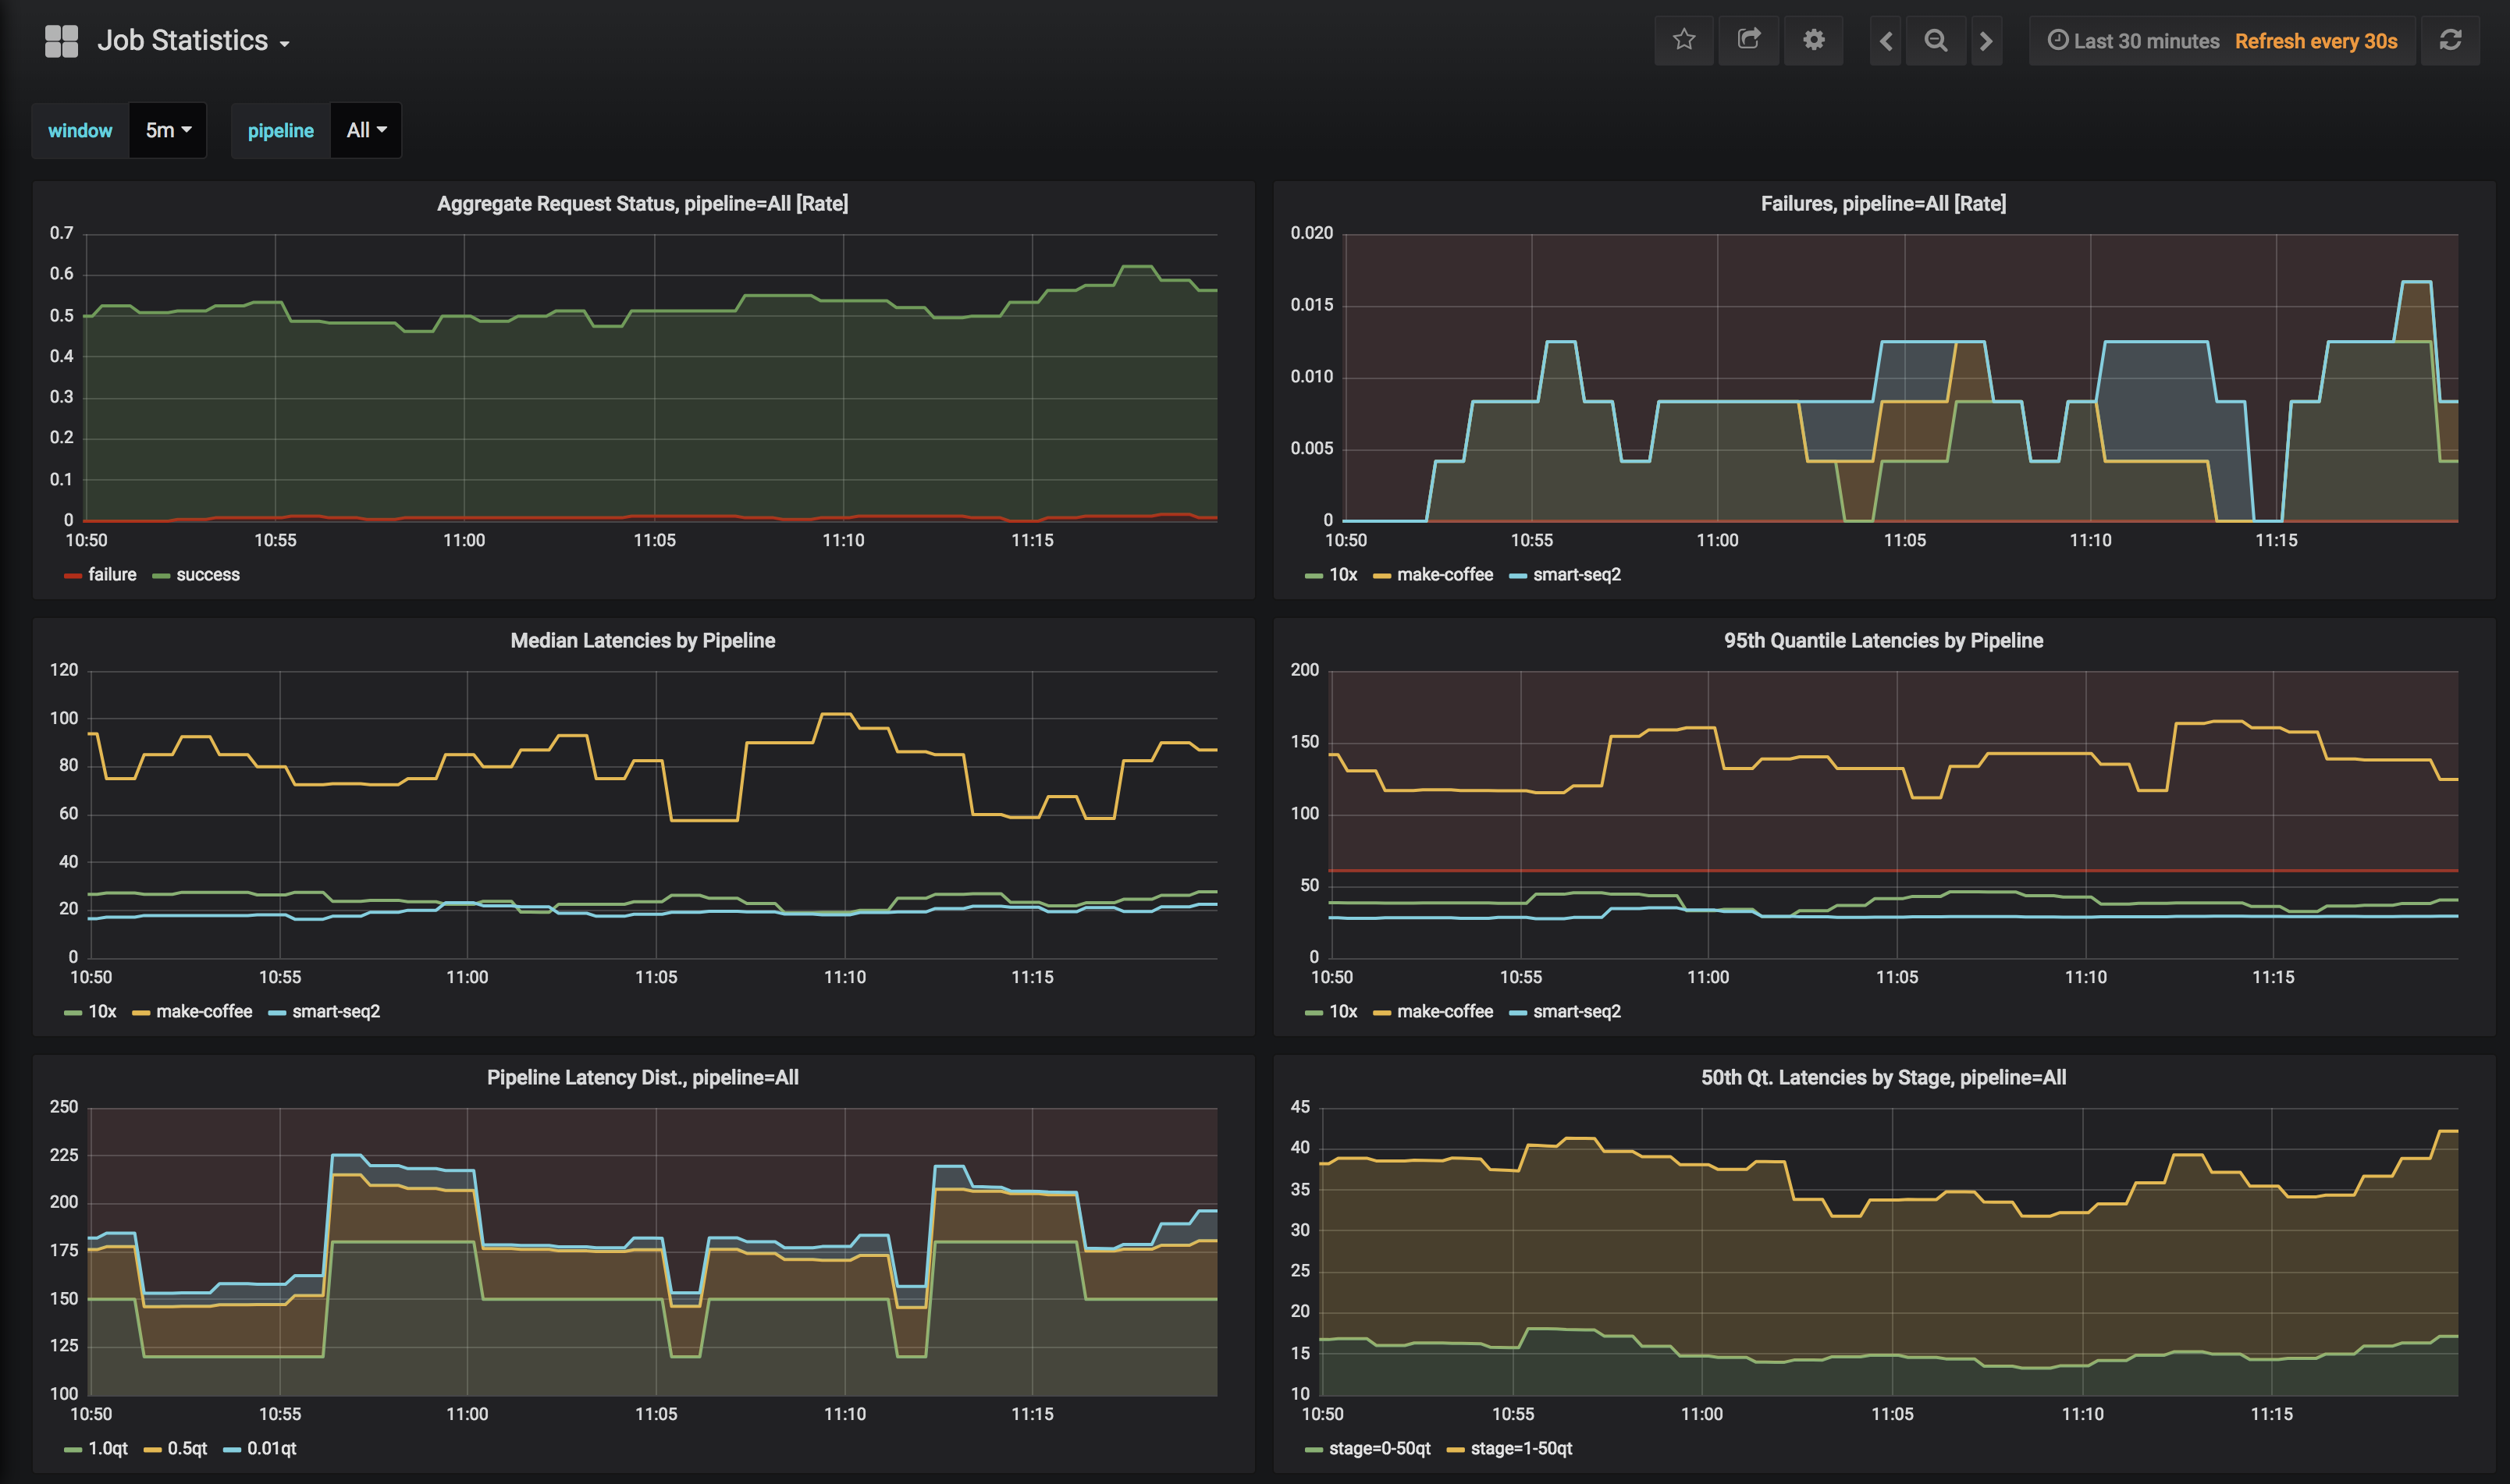 Job Statistics
Last 30 minutes Refresh every 30s
window 5m pipeline All
Aggregate Request Status, pipeline=All [Rate]
0.7
0.6
0.5
0.4
0.3
0.2
0.1
0
10:50 10:55 11:00 11:05 11:10 11:15
failure success
Failures, pipeline=All [Rate]
0.020
0.015
0.010
0.005
0
10:50 10:55 11:00 11:05 11:10 11:15
10x make-coffee smart-seq2
Median Latencies by Pipeline
120
100
80
60
40
20
0
10:50 10:55 11:00 11:05 11:10 11:15
10x make-coffee smart-seq2
95th Quantile Latencies by Pipeline
200
150
100
50
0
10:50 10:55 11:00 11:05 11:10 11:15
10x make-coffee smart-seq2
Pipeline Latency Dist., pipeline=All
250
225
200
175
150
125
100
10:50 10:55 11:00 11:05 11:10 11:15
1.0qt 0.5qt 0.01qt
50th Qt. Latencies by Stage, pipeline=All
45
40
35
30
25
20
15
10
10:50 10:55 11:00 11:05 11:10 11:15
stage=0-50qt stage=1-50qt